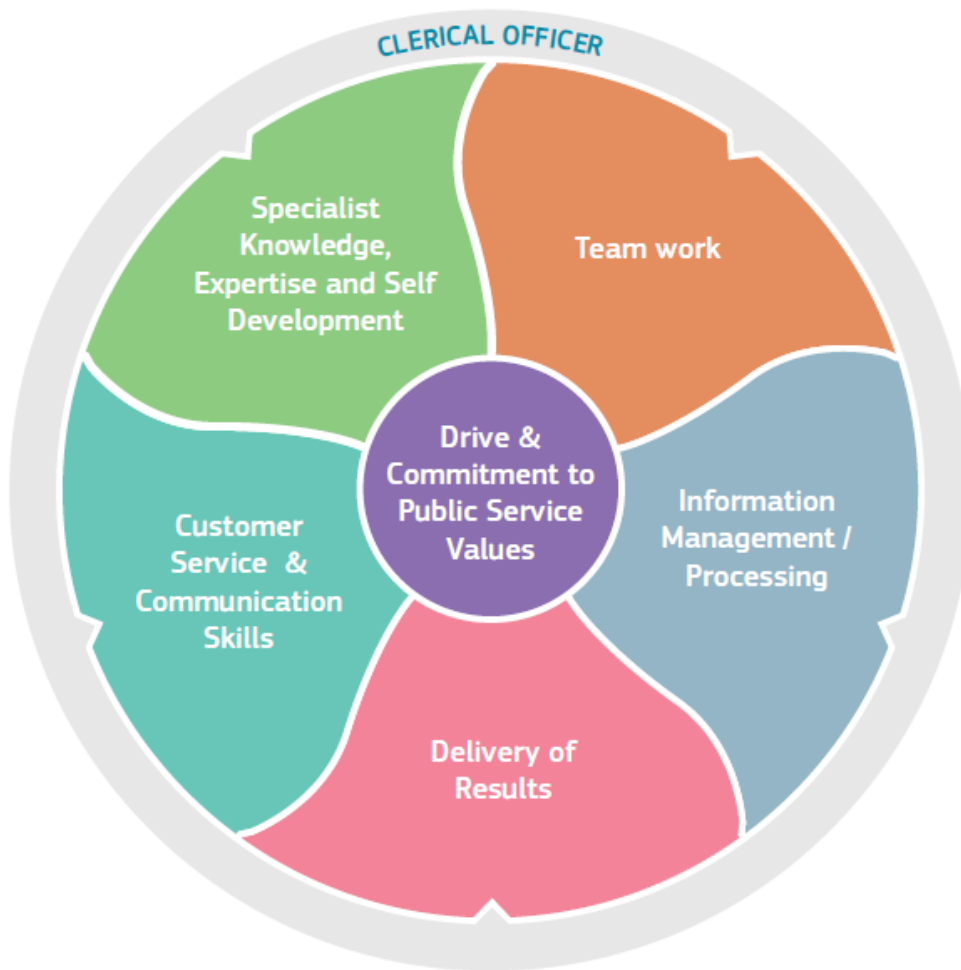 CLERICAL OFFICER
Specialist
Knowledge,
Expertise and Self
Development
Team work
Drive &
Commitment to
Public Service
Values
Information
Management /
Processing
Customer
Service &
Communication
Skills
Delivery of
Results